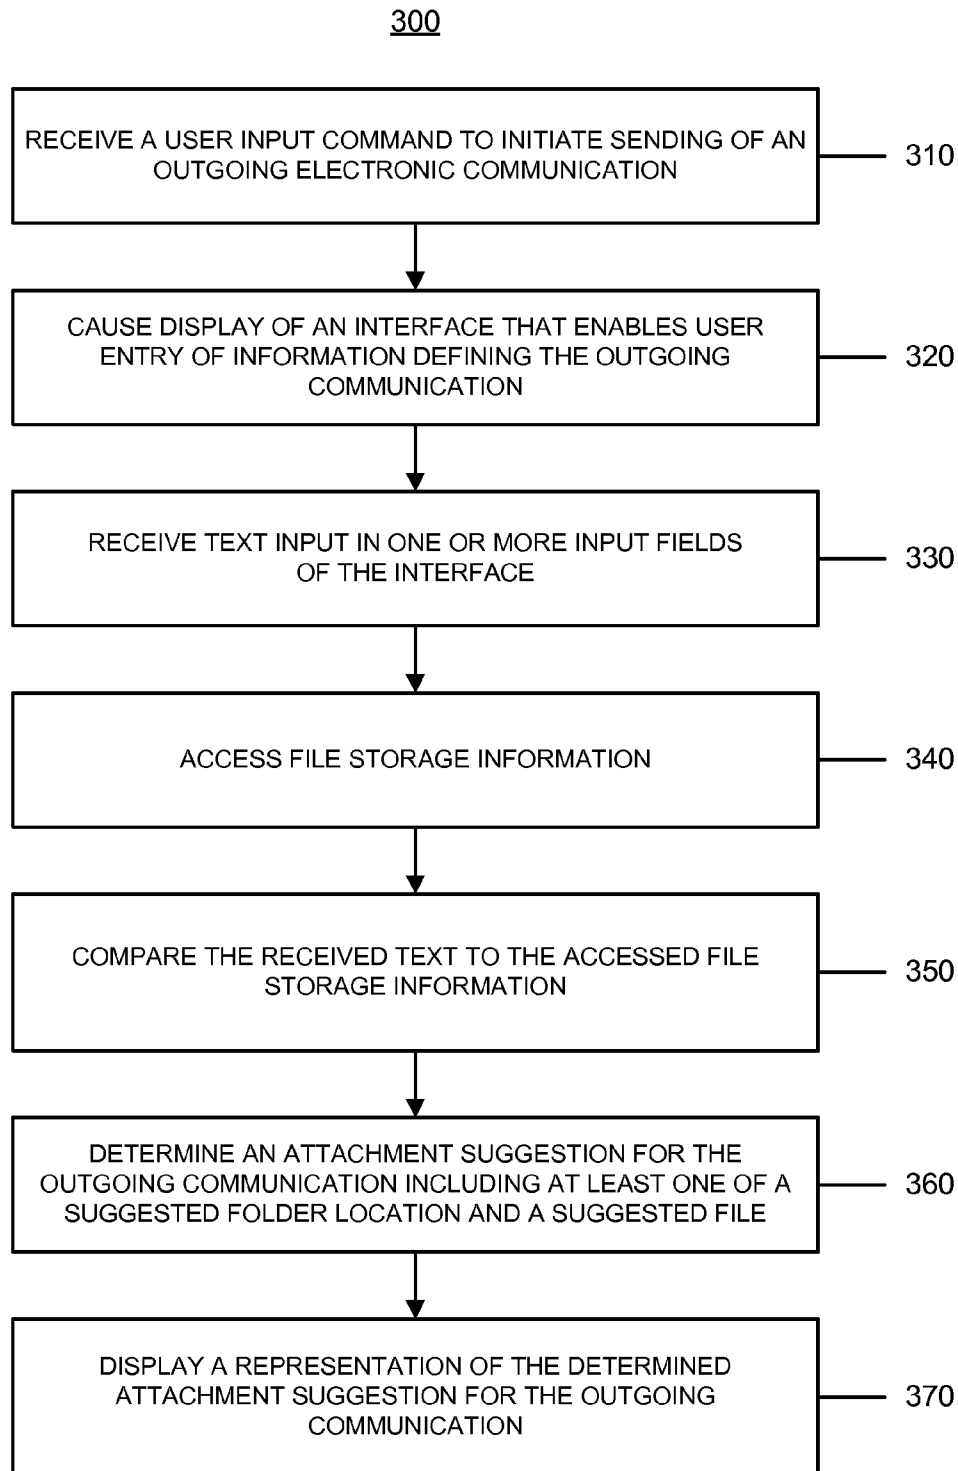 300
RECEIVE A USER INPUT COMMAND TO INITIATE SENDING OF AN
OUTGOING ELECTRONIC COMMUNICATION
310
CAUSE DISPLAY OF AN INTERFACE THAT ENABLES USER
ENTRY OF INFORMATION DEFINING THE OUTGOING
COMMUNICATION
320
RECEIVE TEXT INPUT IN ONE OR MORE INPUT FIELDS
OF THE INTERFACE
330
ACCESS FILE STORAGE INFORMATION
340
COMPARE THE RECEIVED TEXT TO THE ACCESSED FILE
STORAGE INFORMATION
350
DETERMINE AN ATTACHMENT SUGGESTION FOR THE
OUTGOING COMMUNICATION INCLUDING AT LEAST ONE OF A
SUGGESTED FOLDER LOCATION AND A SUGGESTED FILE
360
DISPLAY A REPRESENTATION OF THE DETERMINED
ATTACHMENT SUGGESTION FOR THE OUTGOING
COMMUNICATION
370